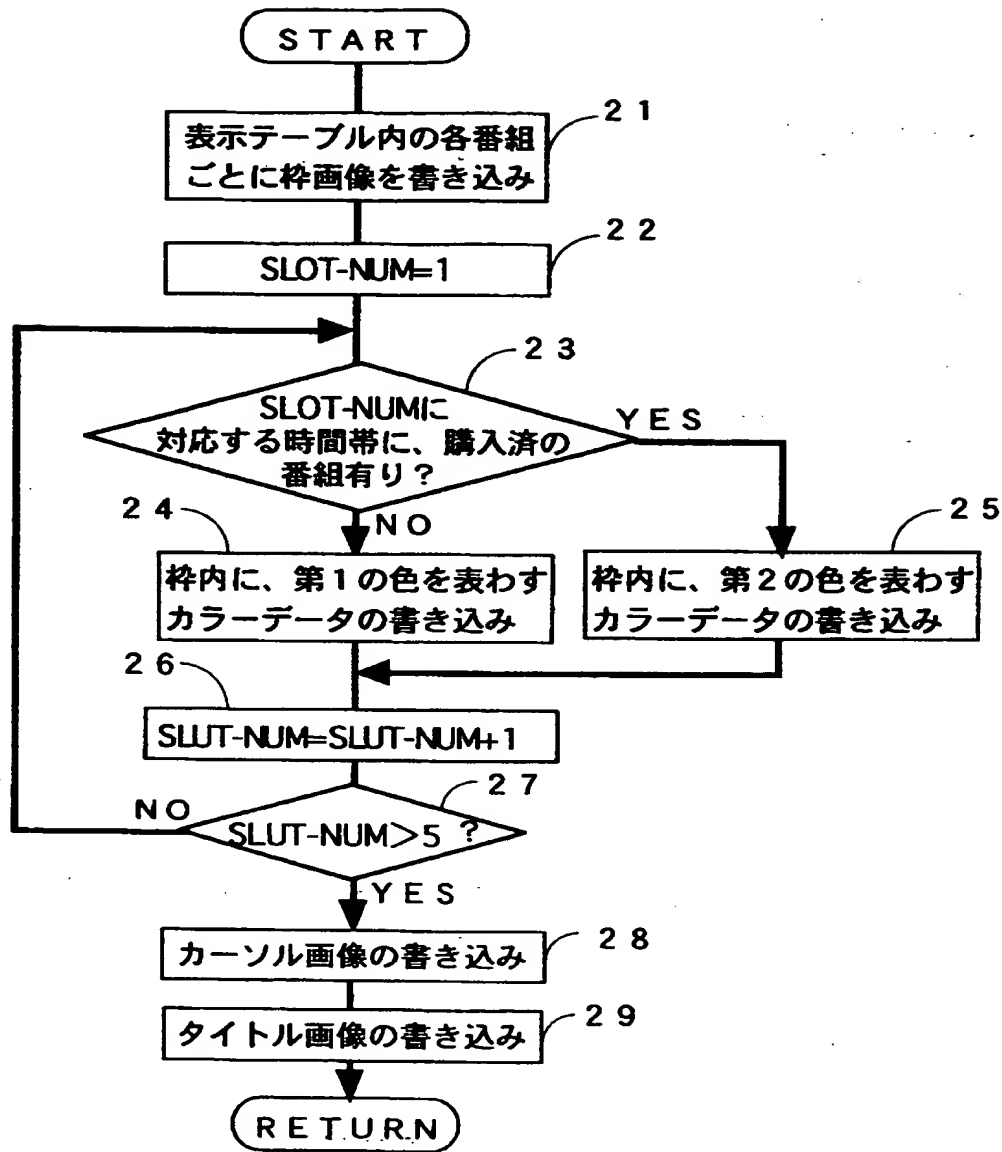 START
21
表示テーブル内の各番組
ごとに枠画像を書き込み
22
SLOT-NUM=1
23
SLOT-NUMに
対応する時間帯に、購入済の
番組有り？
YES
NO
24
枠内に、第1の色を表わす
カラーデータの書き込み
25
枠内に、第2の色を表わす
カラーデータの書き込み
26
SLUT-NUM=SLUT-NUM+1
27
SLUT-NUM>5 ?
NO
YES
28
カーソル画像の書き込み
29
タイトル画像の書き込み
RETURN